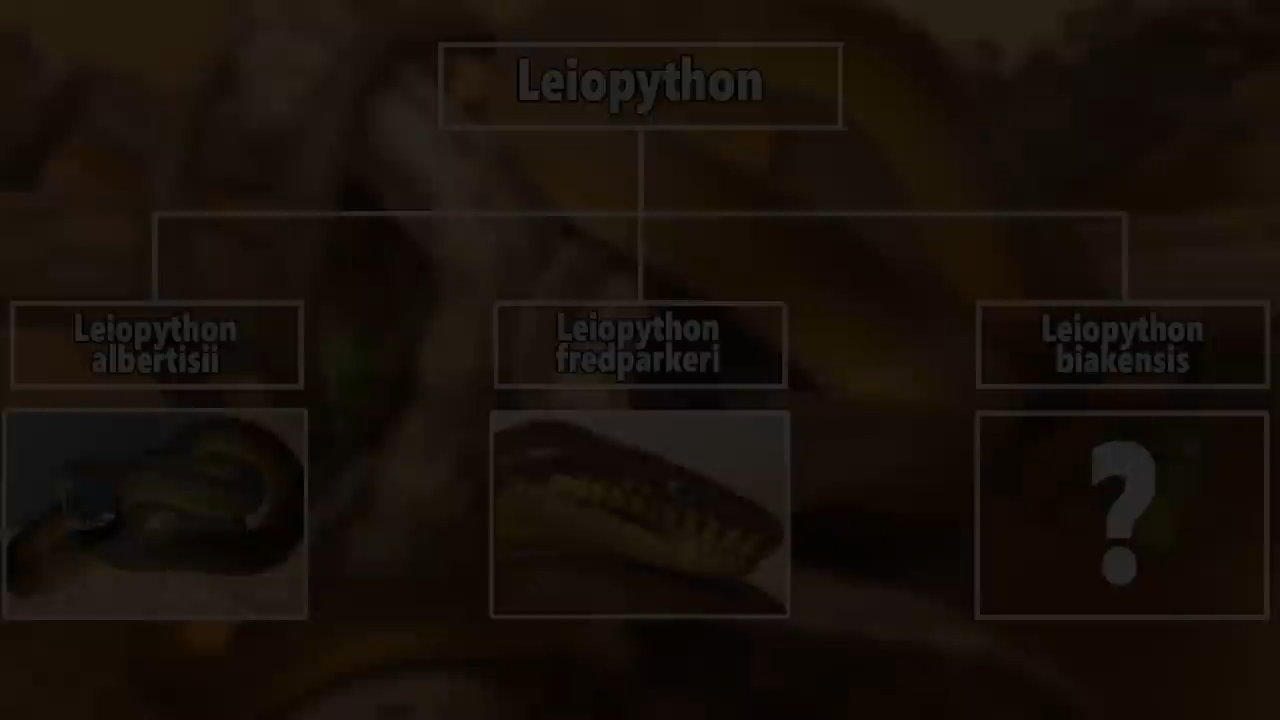 Leiopython
Leiopython
albertisii
Leiopython
fredparkeri
Leiopython
biakensis
?